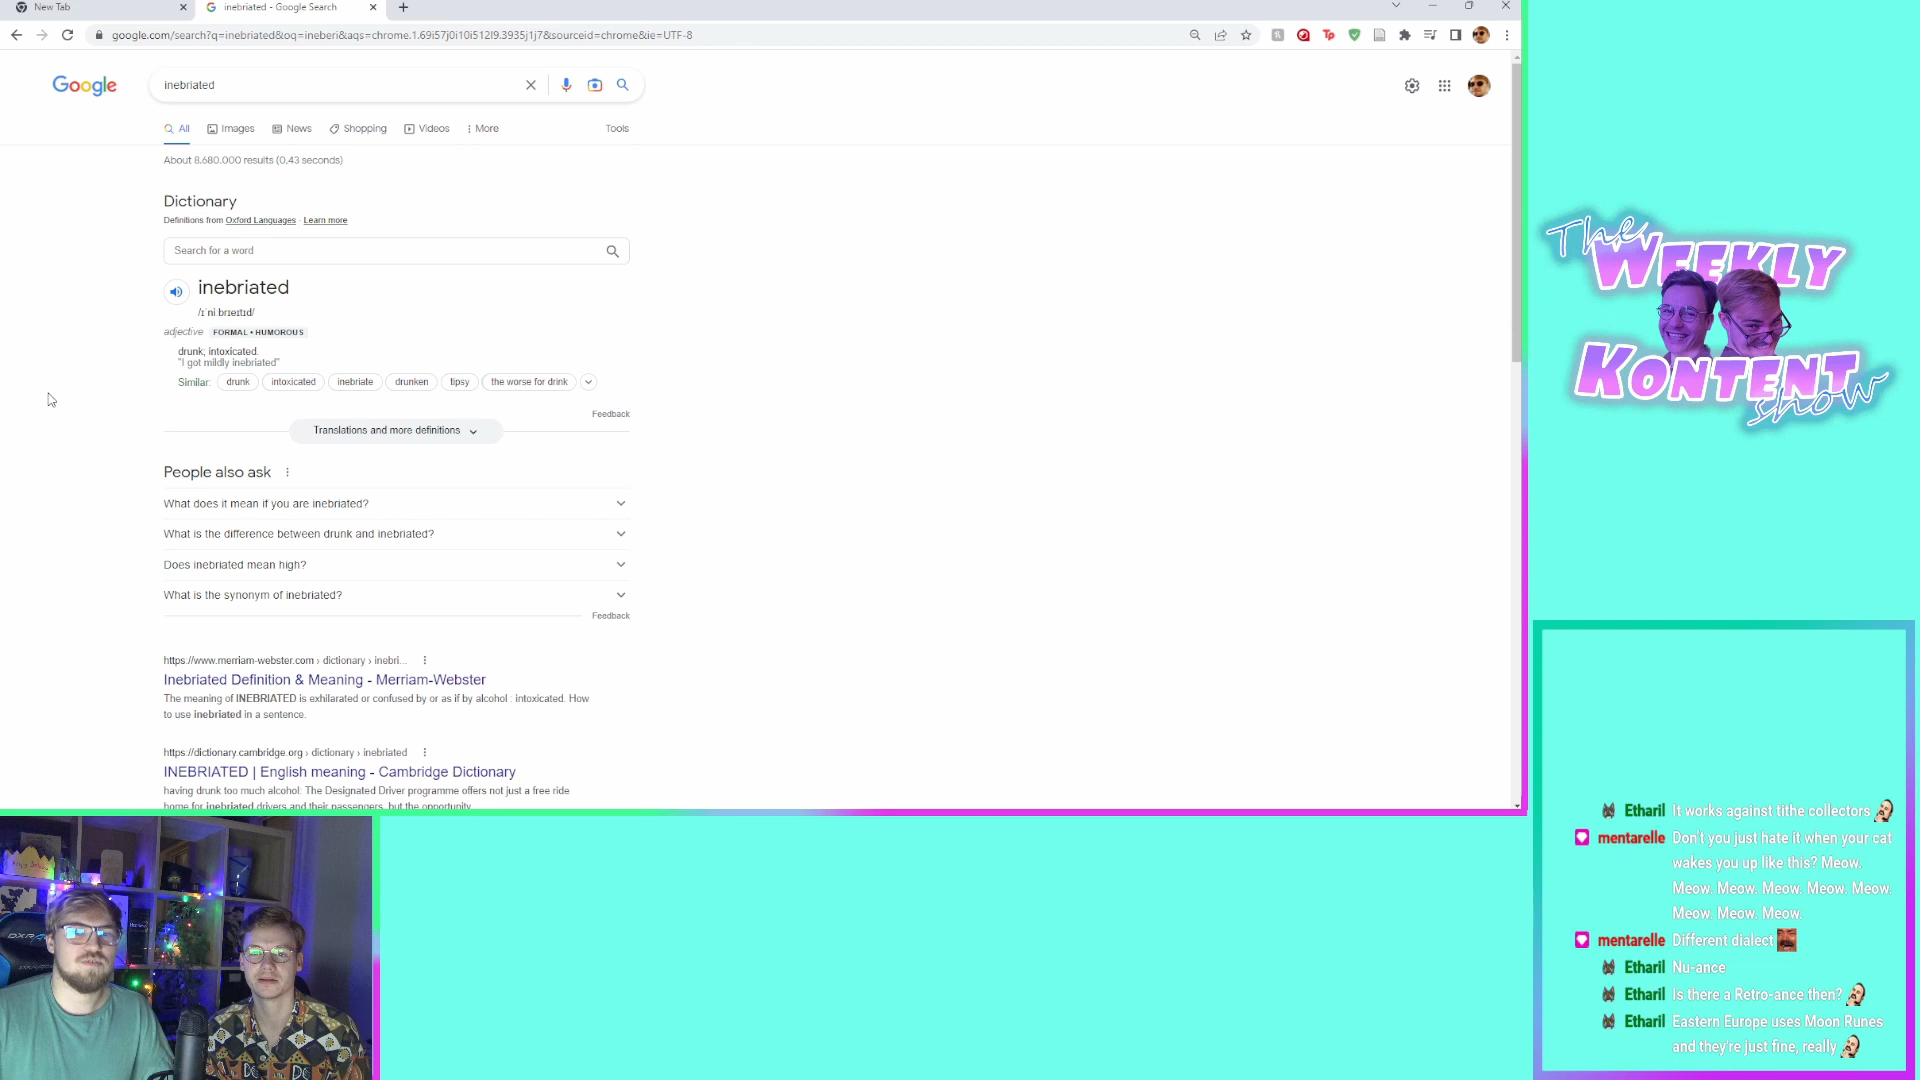 New Tab
inebriated - Google Search
google.com/search?q=inebriated&oq=ineberi&aqs=chrome.1.69i57j0i10i512l9.3935j1j7&sourceid=chrome&ie=UTF-8
Google
inebriated
All Images News Shopping Videos More Tools
About 8.680.000 results (0,43 seconds)
Dictionary
Definitions from Oxford Languages · Learn more
Search for a word
inebriated
/ɪˈniːbrɪeɪtɪd/
adjective FORMAL • HUMOROUS
drunk; intoxicated.
"I got mildly inebriated"
Similar: drunk intoxicated inebriate drunken tipsy the worse for drink
Feedback
Translations and more definitions
People also ask
What does it mean if you are inebriated?
What is the difference between drunk and inebriated?
Does inebriated mean high?
What is the synonym of inebriated?
Feedback
https://www.merriam-webster.com › dictionary › inebri...
Inebriated Definition & Meaning - Merriam-Webster
The meaning of INEBRIATED is exhilarated or confused by or as if by alcohol : intoxicated. How
to use inebriated in a sentence.
https://dictionary.cambridge.org › dictionary › inebriated
INEBRIATED | English meaning - Cambridge Dictionary
having drunk too much alcohol: The Designated Driver programme offers not just a free ride
home for inebriated drivers and their passengers, but the opportunity
The
WEEKLY
KONTENT
show
Etharil It works against tithe collectors
mentarelle Don't you just hate it when your cat
wakes you up like this? Meow.
Meow. Meow. Meow. Meow. Meow.
Meow. Meow. Meow.
mentarelle Different dialect
Etharil Nu-ance
Etharil Is there a Retro-ance then?
Etharil Eastern Europe uses Moon Runes
and they're just fine, really